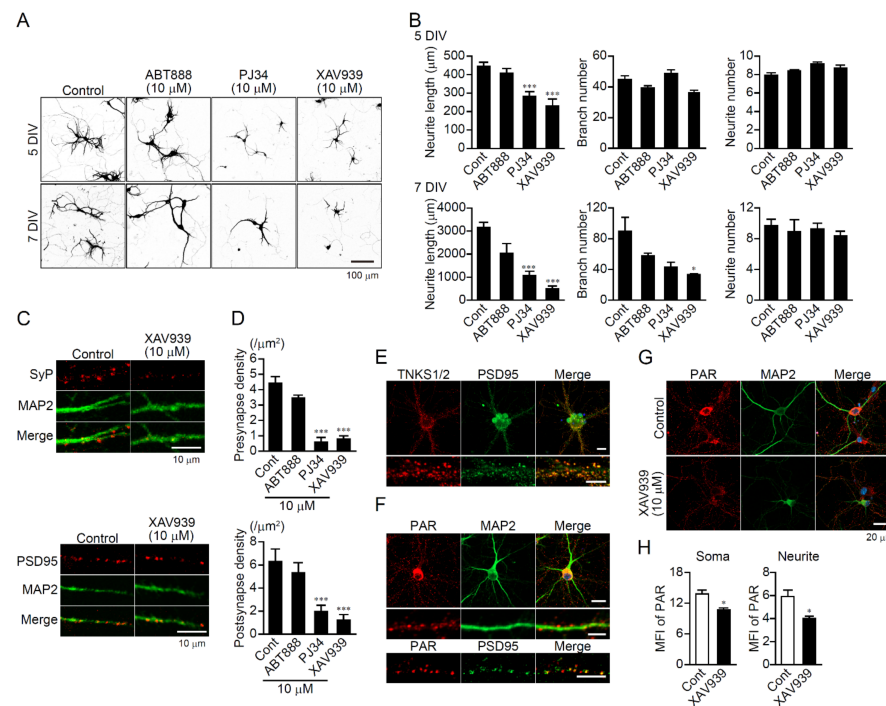 A
Control
ABT888
(10 μM)
PJ34
(10 μM)
XAV939
(10 μM)
5 DIV
7 DIV
100 μm
B
5 DIV
Neurite length (μm)
500
400
300
200
100
0
***
***
Cont
ABT888
PJ34
XAV939
Branch number
60
40
20
0
Cont
ABT888
PJ34
XAV939
Neurite number
10
8
6
4
2
0
Cont
ABT888
PJ34
XAV939
7 DIV
Neurite length (μm)
4000
3000
2000
1000
0
***
***
Cont
ABT888
PJ34
XAV939
Branch number
120
80
40
0
*
Cont
ABT888
PJ34
XAV939
Neurite number
12
8
4
0
Cont
ABT888
PJ34
XAV939
C
Control
XAV939
(10 μM)
SyP
MAP2
Merge
10 μm
Control
XAV939
(10 μM)
PSD95
MAP2
Merge
10 μm
D
(/μm2)
Presynapse density
6
5
4
3
2
1
0
***
***
Cont
ABT888
PJ34
XAV939
10 μM
(/μm2)
Postsynapse density
8
6
4
2
0
***
***
Cont
ABT888
PJ34
XAV939
10 μM
E
TNKS1/2
PSD95
Merge
F
PAR
MAP2
Merge
PAR
PSD95
Merge
G
PAR
MAP2
Merge
Control
XAV939
(10 μM)
20 μ
H
Soma
MFI of PAR
18
12
6
0
*
Cont
XAV939
Neurite
MFI of PAR
8
6
4
2
0
*
Cont
XAV939